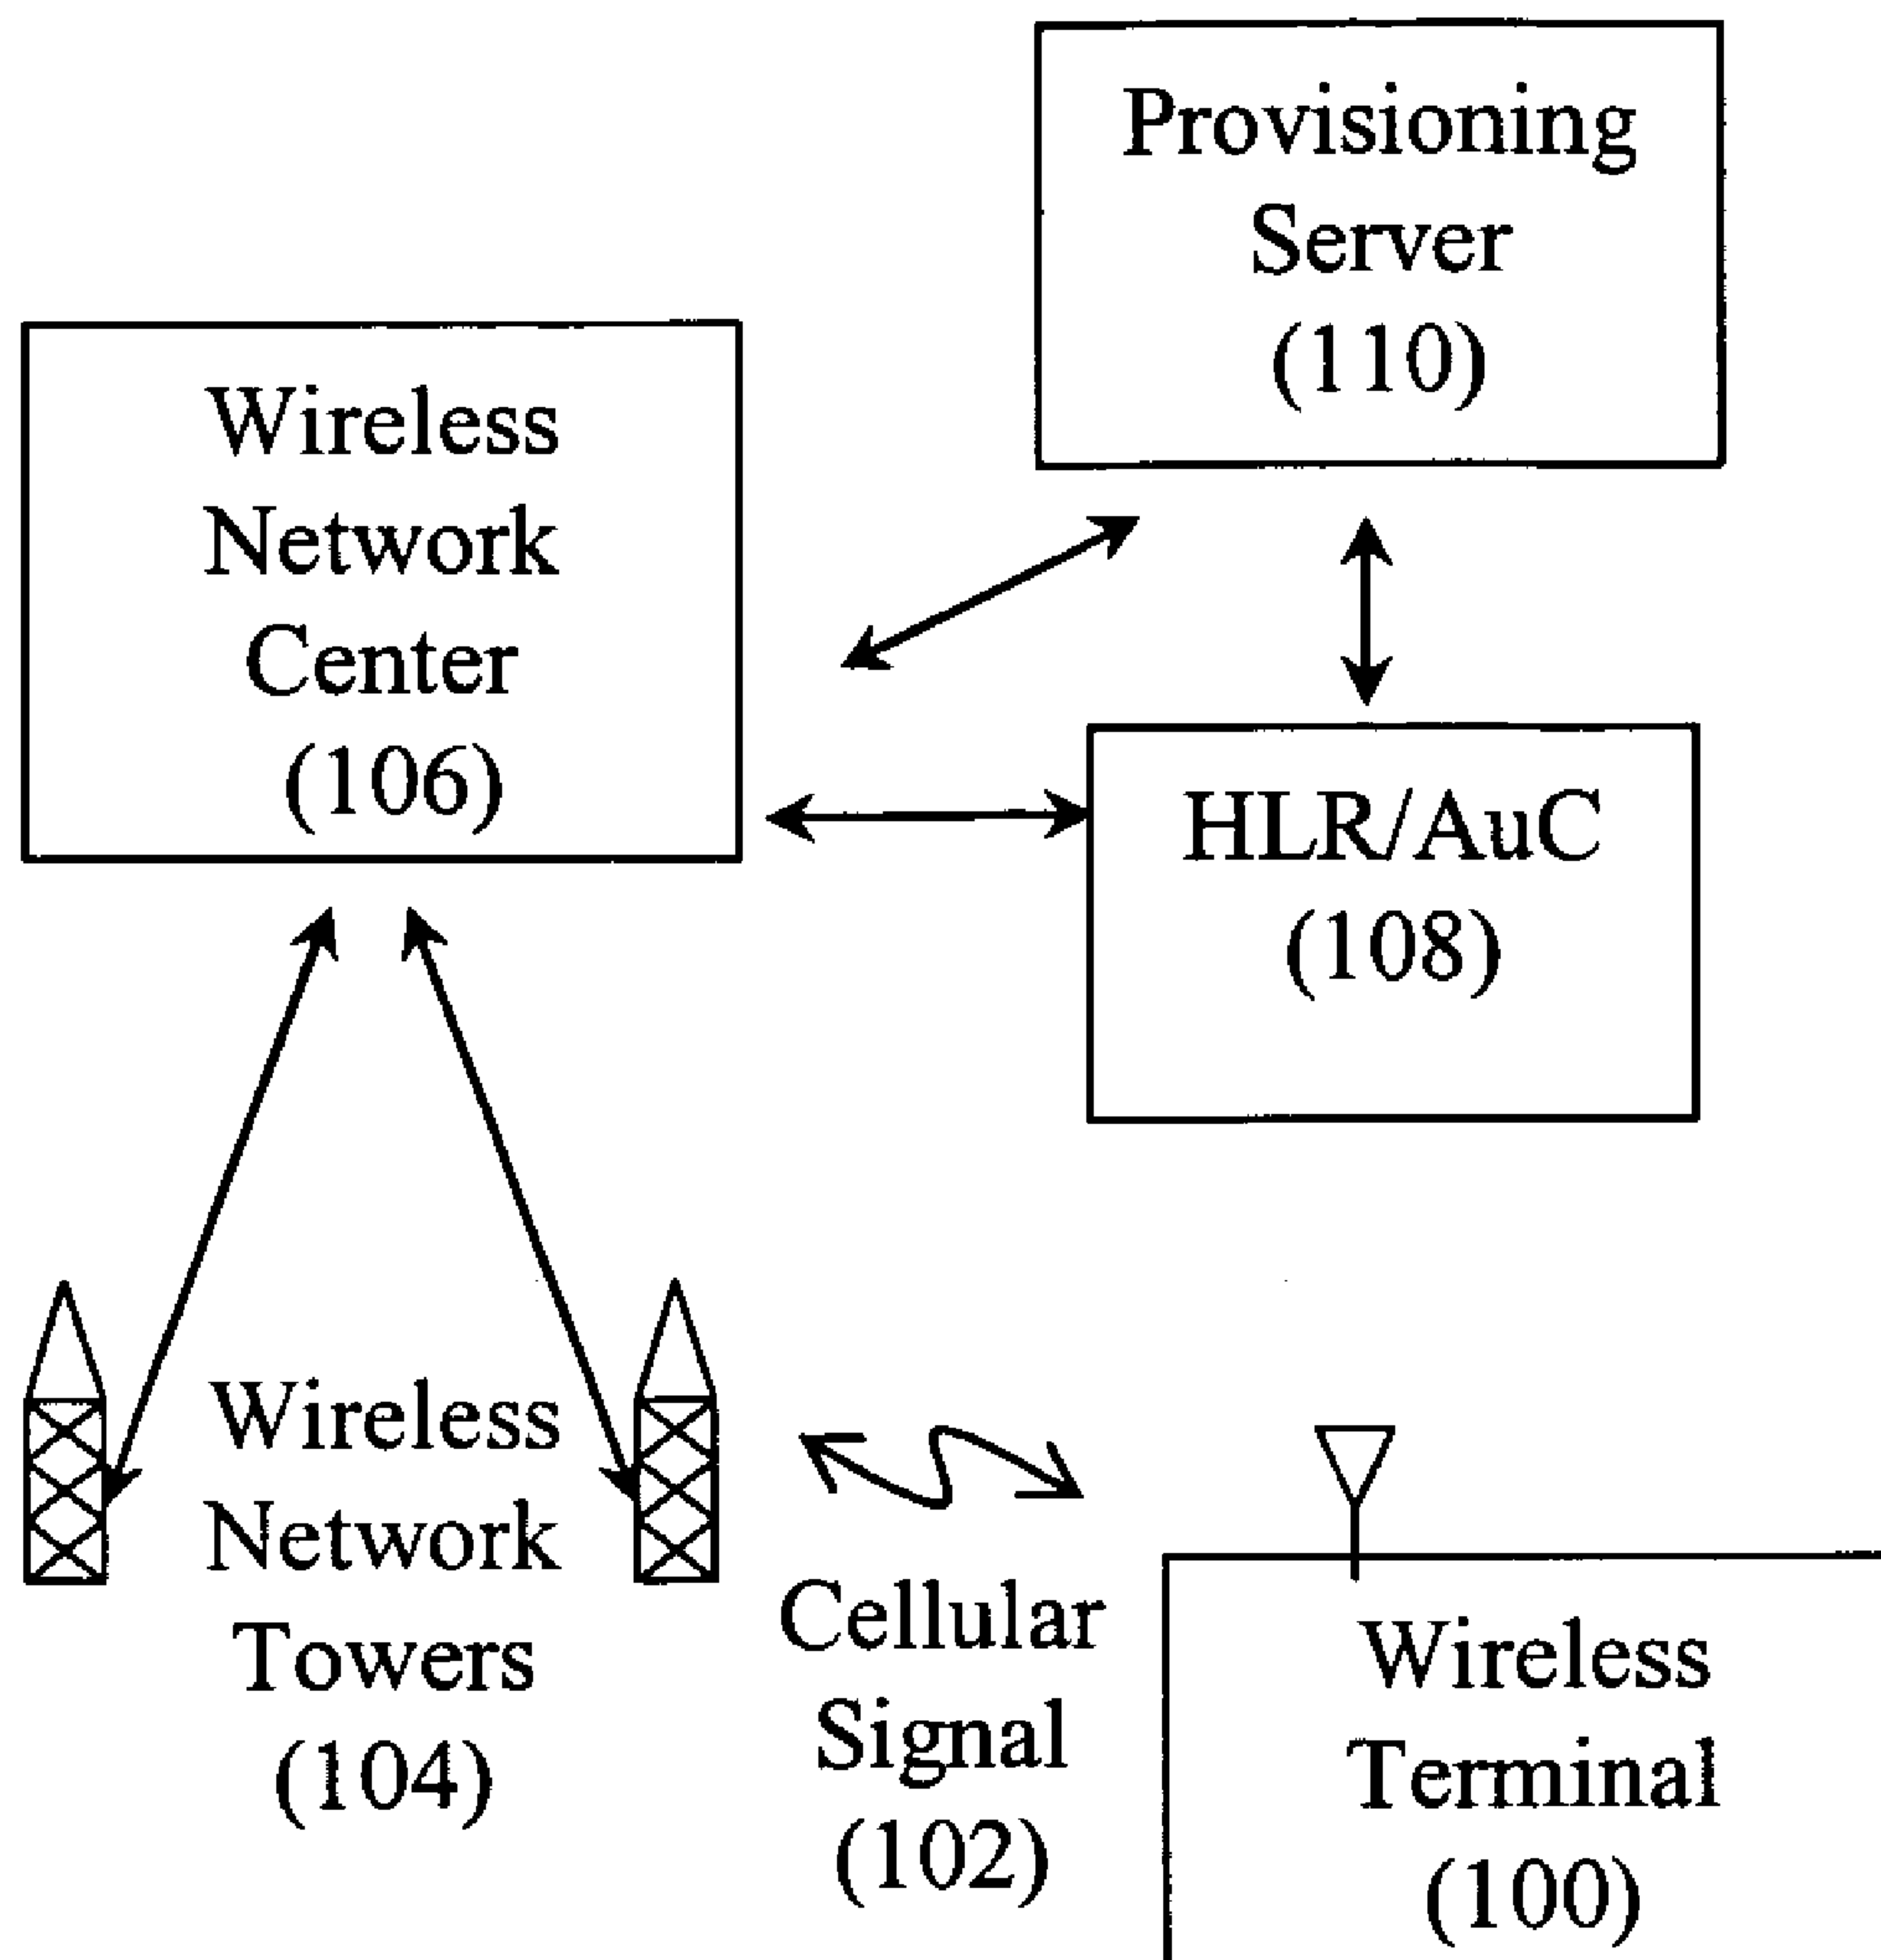 Provisioning
Server
(110)
Wireless
Network
Center
(106)
HLR/AuC
(108)
Wireless
Network
Towers
(104)
Cellular
Signal
(102)
Wireless
Terminal
(100)